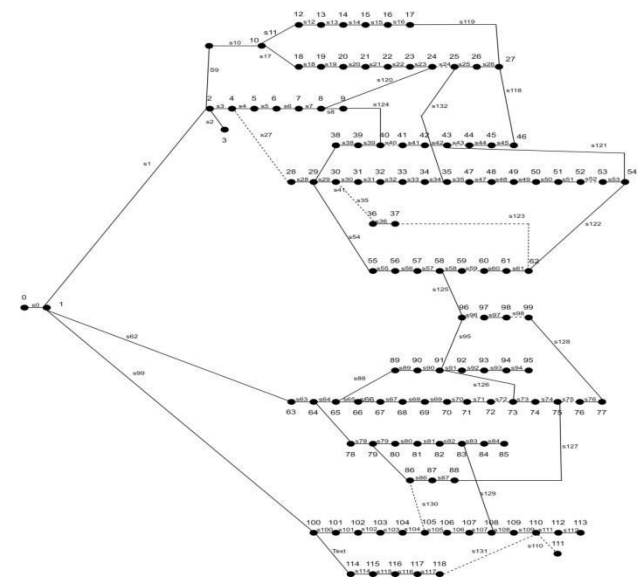 12 13 14 15 16 17
s11 s12 s13 s14 s15 s16 s119
s10 10
s17 18 19 20 21 22 23 24 25 26 27
s18 s19 s20 s21 s22 s23 s24 s25 s26
S9 s120 s118
2 4 5 6 7 8 9
s3 s4 s5 s6 s7 s8 s124 s132
s2
3 s27
38 39 40 41 42 43 44 45 46
s38 s39 s40 s41 s42 s43 s44 s45 s121
s1
28 29 30 31 32 33 34 35 47 48 49 50 51 52 53 54
s28 s29 s30 s31 s32 s33 s34 s35 s47 s48 s49 s50 s51 s52 s53
s41 s35
36 37
s36 s123
s54 s122
55 56 57 58 59 60 61 62
s55 s56 s57 s58 s59 s60 s61
s125
0 1 96 97 98 99
s0 s96 s97 s98
s62 s95 s128
89 90 91 92 93 94 95
s88 s89 s90 s91 s92 s93 s94
s99 s126
s63 s64 s65 s66 s67 s68 s69 s70 s71 s72 s73 s74 s75 s76
63 64 65 66 67 68 69 70 71 72 73 74 75 76 77
s78 s79 s80 s81 s82 s83 s84
78 79 80 81 82 83 84 85
s127
86 87 88
s86 s87
s130 s129
100 101 102 103 104 105 106 107 108 109 110 112 113
s100 s101 s102 s103 s104 s105 s106 s107 s108 s109 s111 s112
Text s131 s110 111
114 115 116 117 118
s114 s115 s116 s117